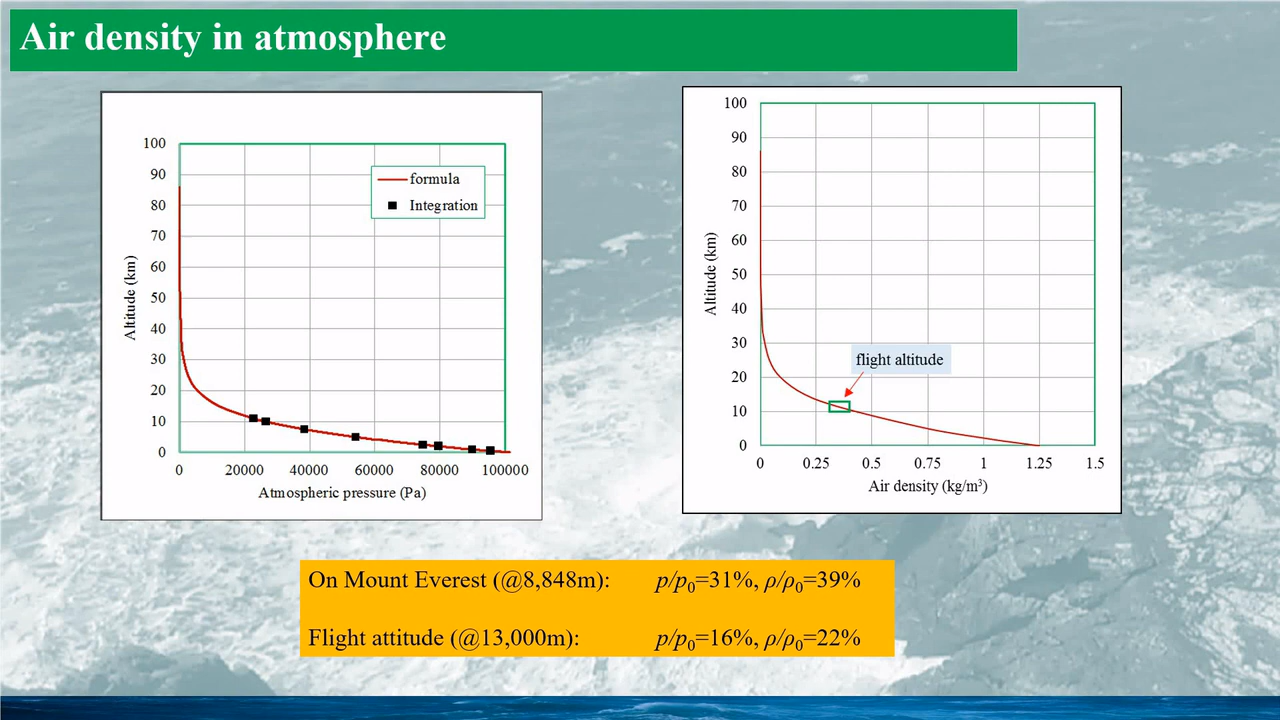 Air density in atmosphere
100
90
80
70
60
50
40
30
20
10
0
0 20000 40000 60000 80000 100000
Altitude (km)
Atmospheric pressure (Pa)
formula
Integration
100
90
80
70
60
50
40
30
20
10
0
0 0.25 0.5 0.75 1 1.25 1.5
Altitude (km)
Air density (kg/m³)
flight altitude
On Mount Everest (@8,848m): p/p₀=31%, ρ/ρ₀=39%
Flight attitude (@13,000m): p/p₀=16%, ρ/ρ₀=22%